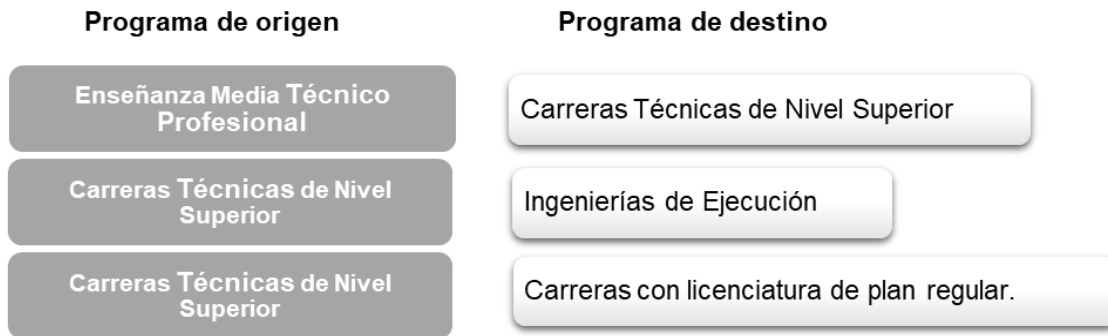 Programa de origen
Programa de destino
Enseñanza Media Técnico
Profesional
Carreras Técnicas de Nivel Superior
Carreras Técnicas de Nivel
Superior
Ingenierías de Ejecución
Carreras Técnicas de Nivel
Superior
Carreras con licenciatura de plan regular.